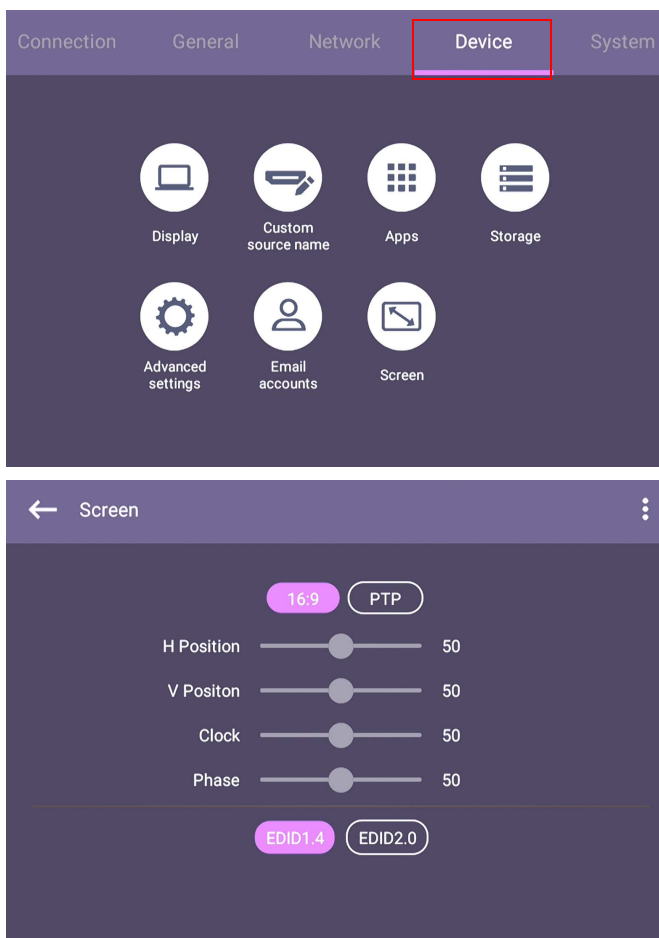 Connection General Network Device System
Display
Custom
source name
Apps
Storage
Advanced
settings
Email
accounts
Screen
Screen
16:9 PTP
H Position 50
V Positon 50
Clock 50
Phase 50
EDID1.4 EDID2.0